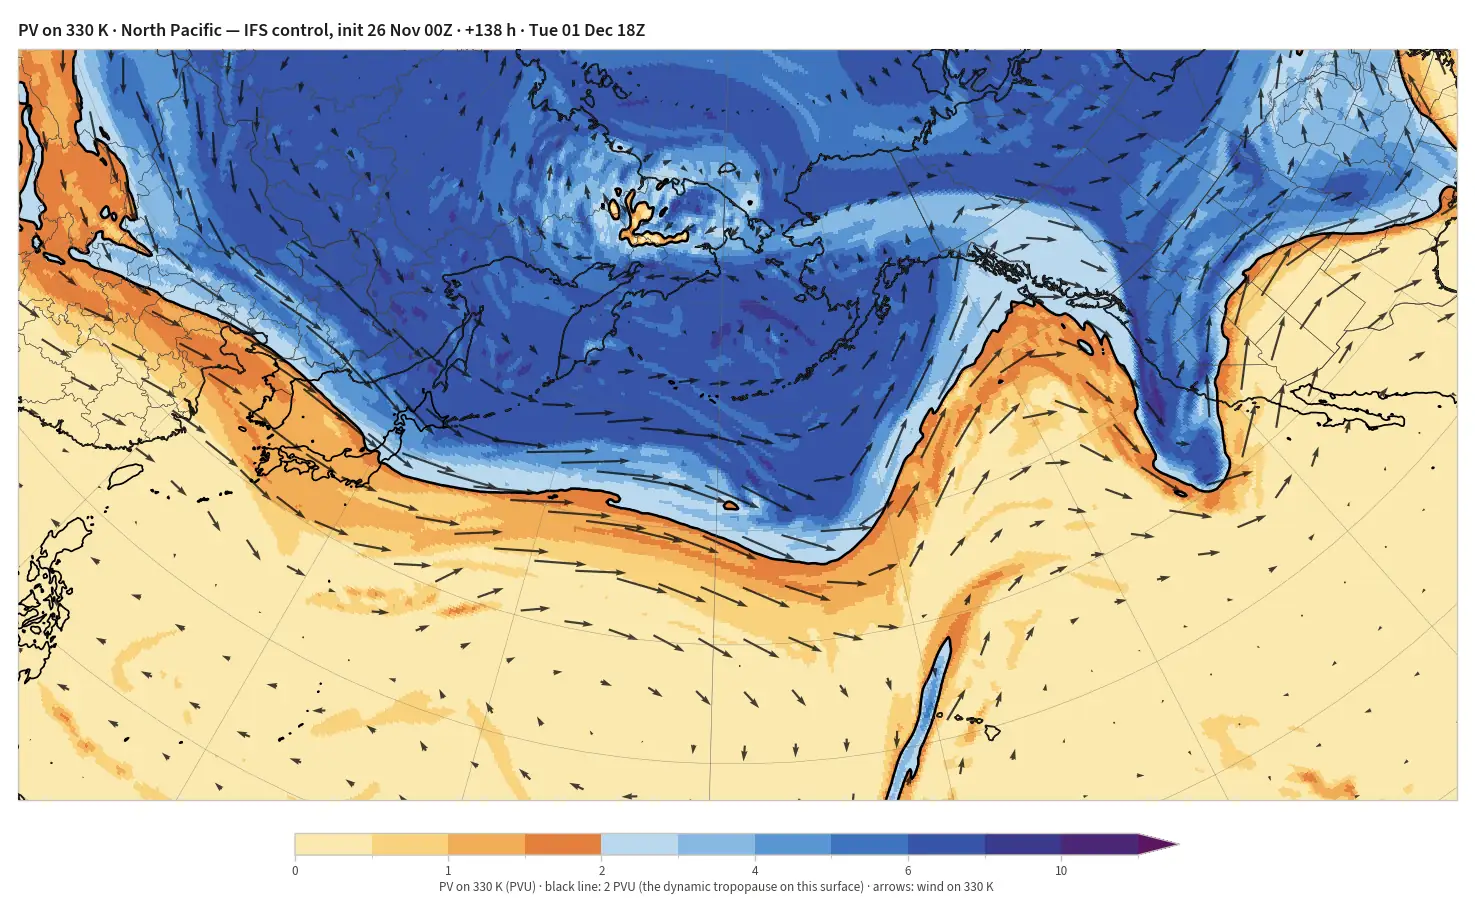 PV on 330 K · North Pacific — IFS control, init 26 Nov 00Z · +138 h · Tue 01 Dec 18Z
0 1 2 4 6 8 10
PV on 330 K (PVU) · black line: 2 PVU (the dynamic tropopause on this surface) · arrows: wind on 330 K